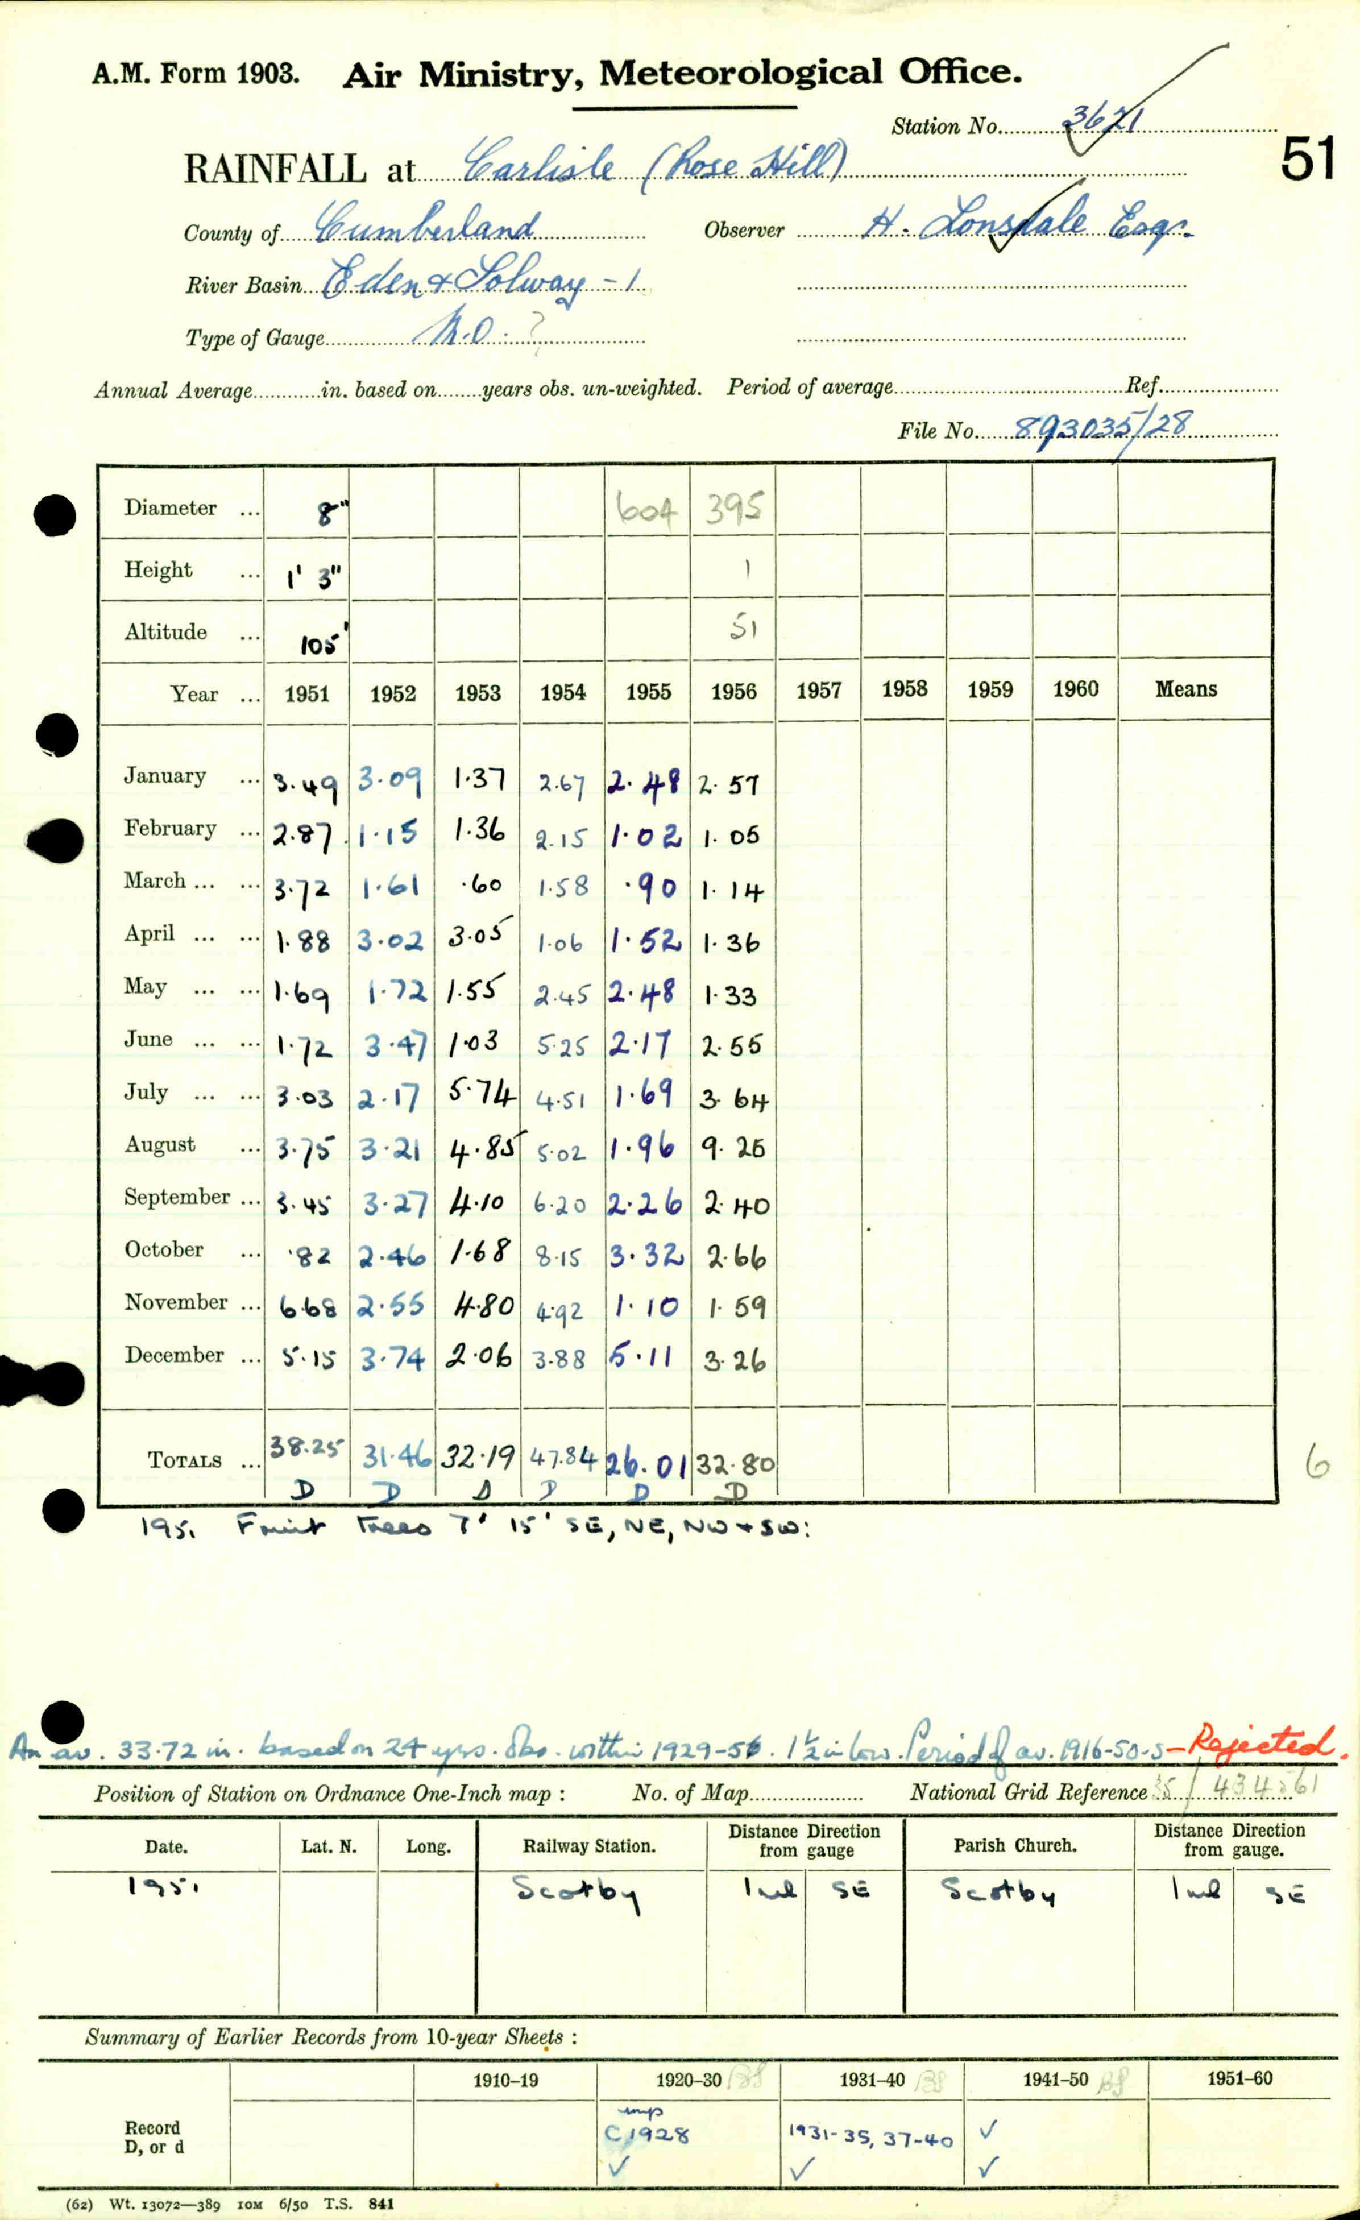 A.M. Form 1903. Air Ministry, Meteorological Office.
Station No. 3621
51
RAINFALL at Carlisle (Rose Hill)
County of Cumberland Observer H. Lonsdale Esqr.
River Basin Eden & Solway - 1
Type of Gauge M.O. ?
Annual Average in. based on years obs. un-weighted. Period of average Ref.
File No. 893035/28
Diameter ... 8" 604 395
Height ... 1' 3" 1
Altitude ... 105' 51
Year ... 1951 1952 1953 1954 1955 1956 1957 1958 1959 1960 Means
January ... 3.49 3.09 1.37 2.67 2.48 2.57
February ... 2.87 1.15 1.36 2.15 1.02 1.05
March ... ... 3.72 1.61 .60 1.58 .90 1.14
April ... ... 1.88 3.02 3.05 1.06 1.52 1.36
May ... ... 1.69 1.72 1.55 2.45 2.48 1.33
June ... ... 1.72 3.47 1.03 5.25 2.17 2.55
July ... ... 3.03 2.17 5.74 4.51 1.69 3.64
August ... 3.75 3.21 4.85 5.02 1.96 9.25
September ... 3.45 3.27 4.10 6.20 2.26 2.40
October ... .82 2.46 1.68 8.15 3.32 2.66
November ... 6.68 2.55 4.80 4.92 1.10 1.59
December ... 5.15 3.74 2.06 3.88 5.11 3.26
TOTALS ... 38.25 31.46 32.19 47.84 26.01 32.80
6
D D D D D D
1951 Fruit Trees 7' 15' SE, NE, NW + SW:
An av. 33.72 in. based on 24 yrs. obs. within 1929-56. 1½ in low. Period of av. 1916-50-s - Rejected.
Position of Station on Ordnance One-Inch map : No. of Map National Grid Reference 35/434561
Date. Lat. N. Long. Railway Station. Distance Direction from gauge Parish Church. Distance Direction from gauge.
1951 Scotby 1 ml SE Scotby 1 ml SE
Summary of Earlier Records from 10-year Sheets :
1910–19 1920–30 1931–40 1941–50 1951–60
Record D, or d
imp
C 1928 1931-35, 37-40 ✓
✓ ✓ ✓
(62) Wt. 13072—389 10M 6/50 T.S. 841